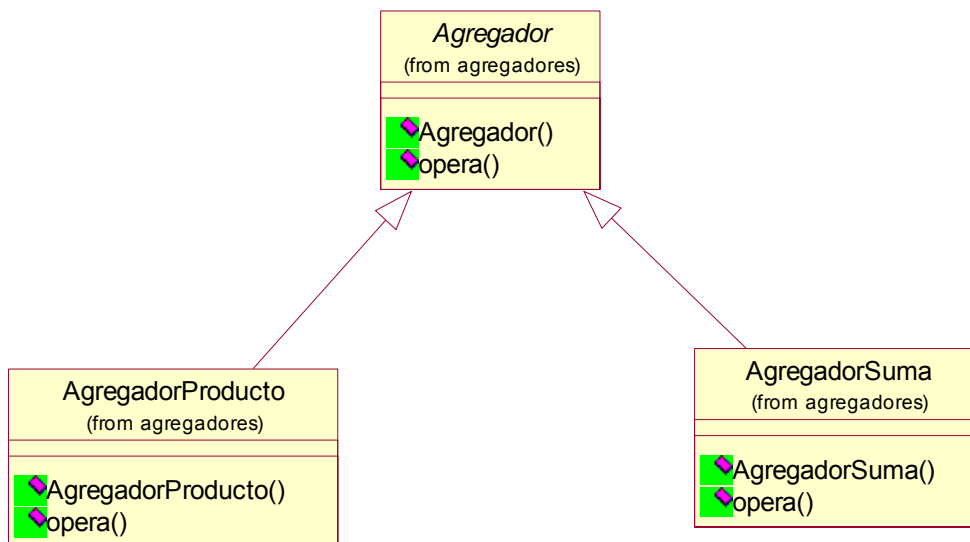 Agregador
(from agregadores)
Agregador()
opera()
AgregadorProducto
(from agregadores)
AgregadorProducto()
opera()
AgregadorSuma
(from agregadores)
AgregadorSuma()
opera()